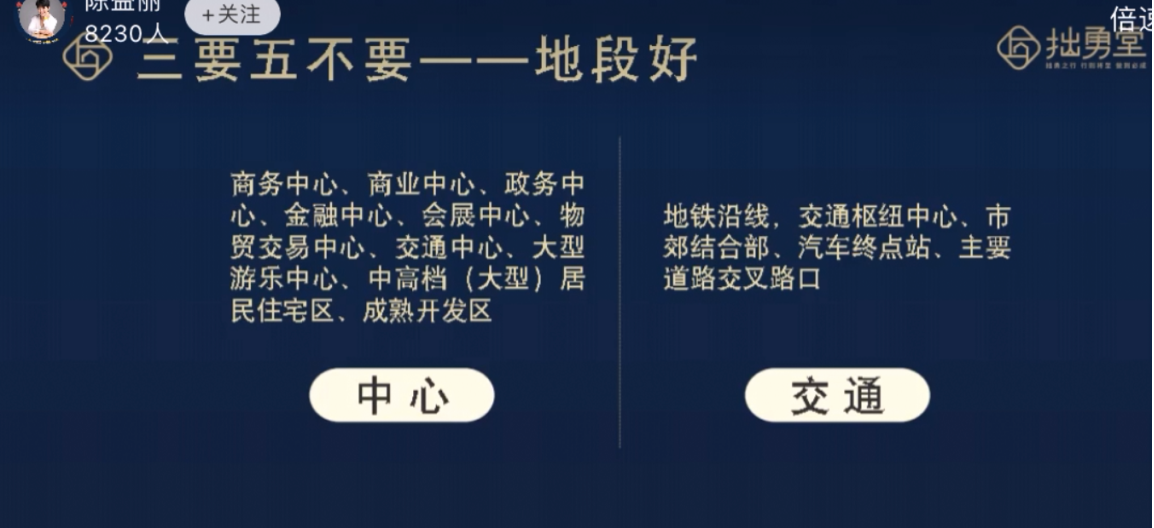 陈益丽
8230人
+关注
倍速
三要五不要——地段好
拙勇堂
商务中心、商业中心、政务中
心、金融中心、会展中心、物
贸交易中心、交通中心、大型
游乐中心、中高档（大型）居
民住宅区、成熟开发区
中心
地铁沿线，交通枢纽中心、市
郊结合部、汽车终点站、主要
道路交叉路口
交通